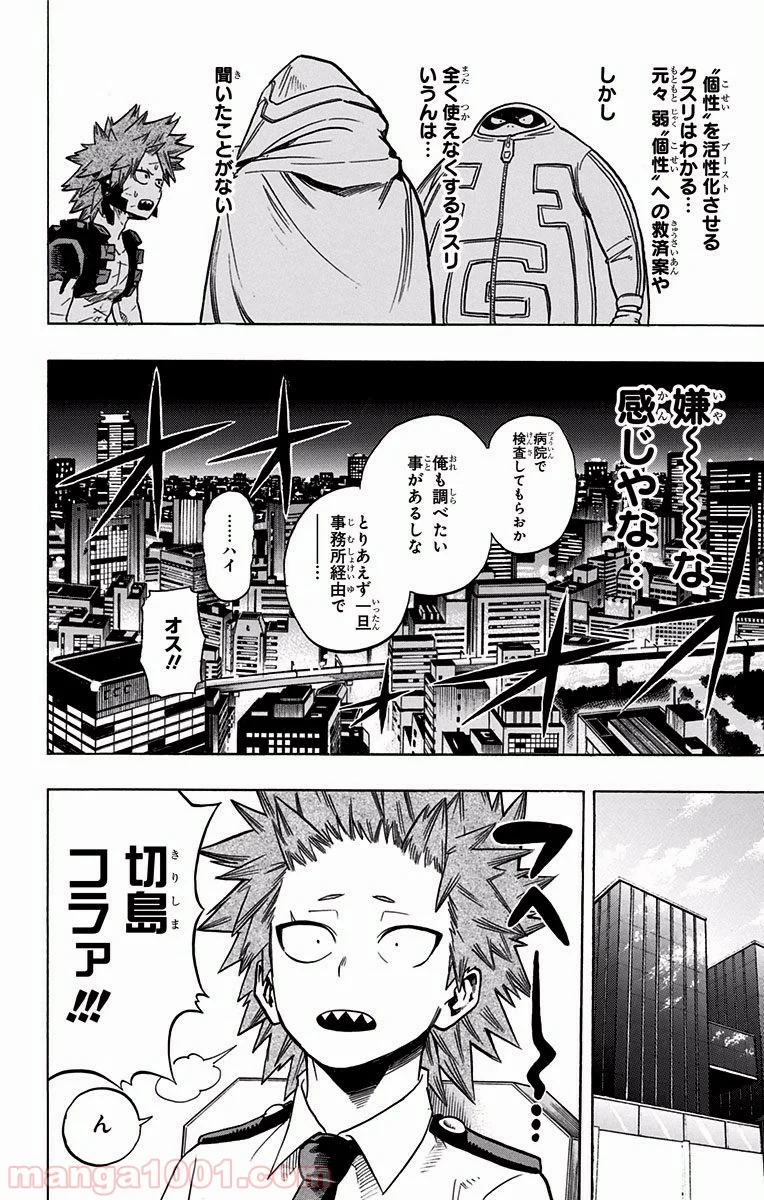 〝個性〟を活性化させる
クスリはわかる…
元々〝弱〝個性〟への救済案や
しかし
全く使えなくするクスリ
いうんは…
聞いたことがない
嫌〜〜〜〜な
感じゃな…
病院で
検査してもらおか
俺も調べたい
事があるしな
とりあえず一旦
事務所経由で
———…
……ハイ
オス!!
切島
コラァ!!!
ん